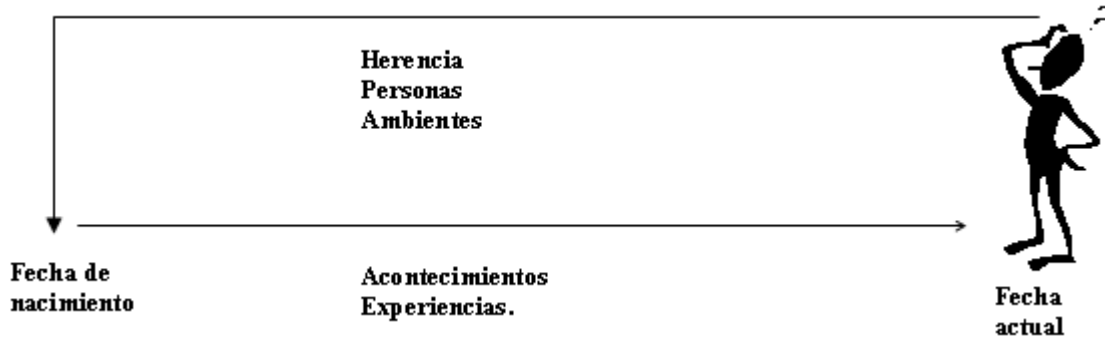 Herencia
Personas
Ambientes
Fecha de
nacimiento
Acontecimientos
Experiencias.
Fecha
actual